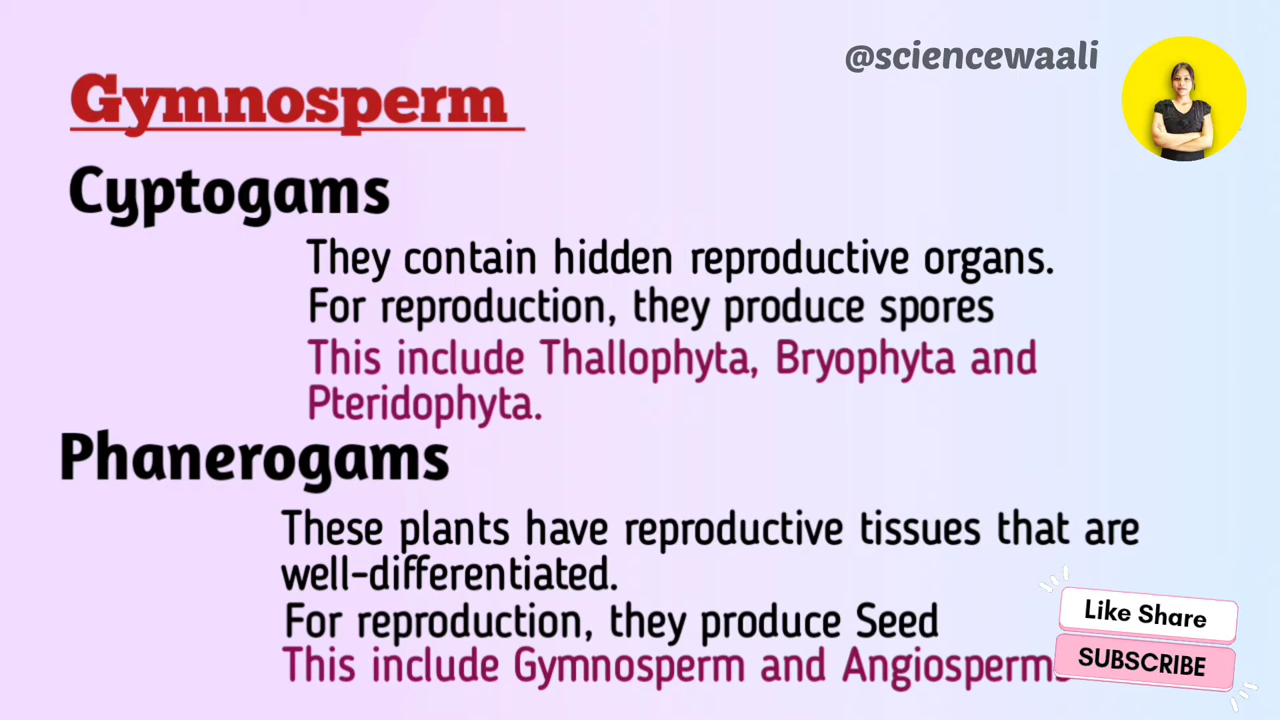 @sciencewaali
Gymnosperm
Cyptogams
They contain hidden reproductive organs.
For reproduction, they produce spores
This include Thallophyta, Bryophyta and
Pteridophyta.
Phanerogams
These plants have reproductive tissues that are
well-differentiated.
For reproduction, they produce Seed
This include Gymnosperm and Angiosperms
Like Share
SUBSCRIBE